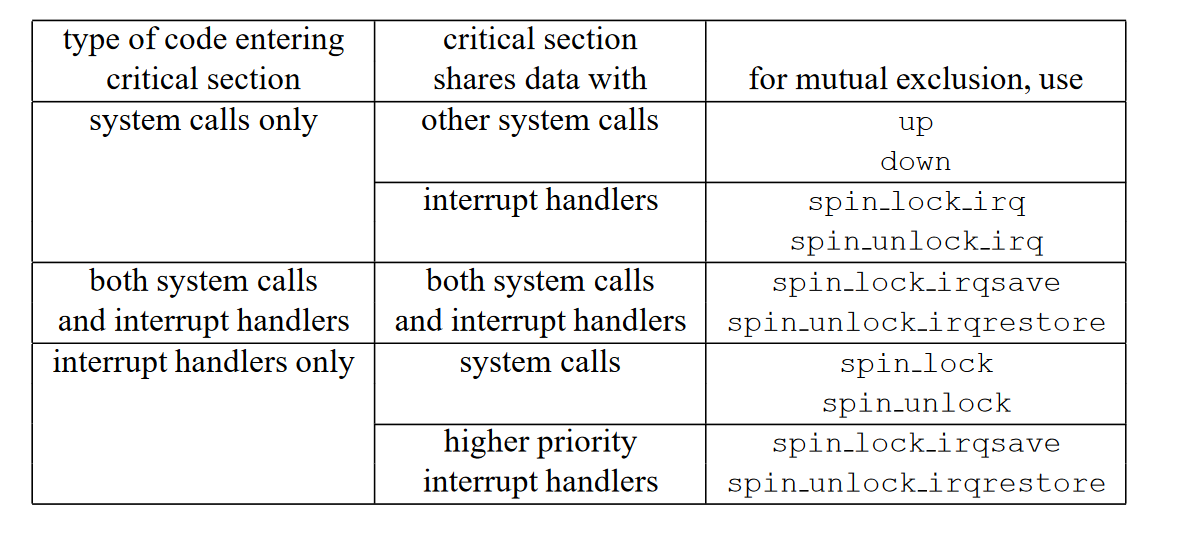 type of code entering critical section
critical section shares data with
for mutual exclusion, use
system calls only
other system calls
up
down
interrupt handlers
spin_lock_irq
spin_unlock_irq
both system calls
and interrupt handlers
both system calls
and interrupt handlers
spin_lock_irqsave
spin_unlock_irqrestore
interrupt handlers only
system calls
spin_lock
spin_unlock
higher priority
interrupt handlers
spin_lock_irqsave
spin_unlock_irqrestore